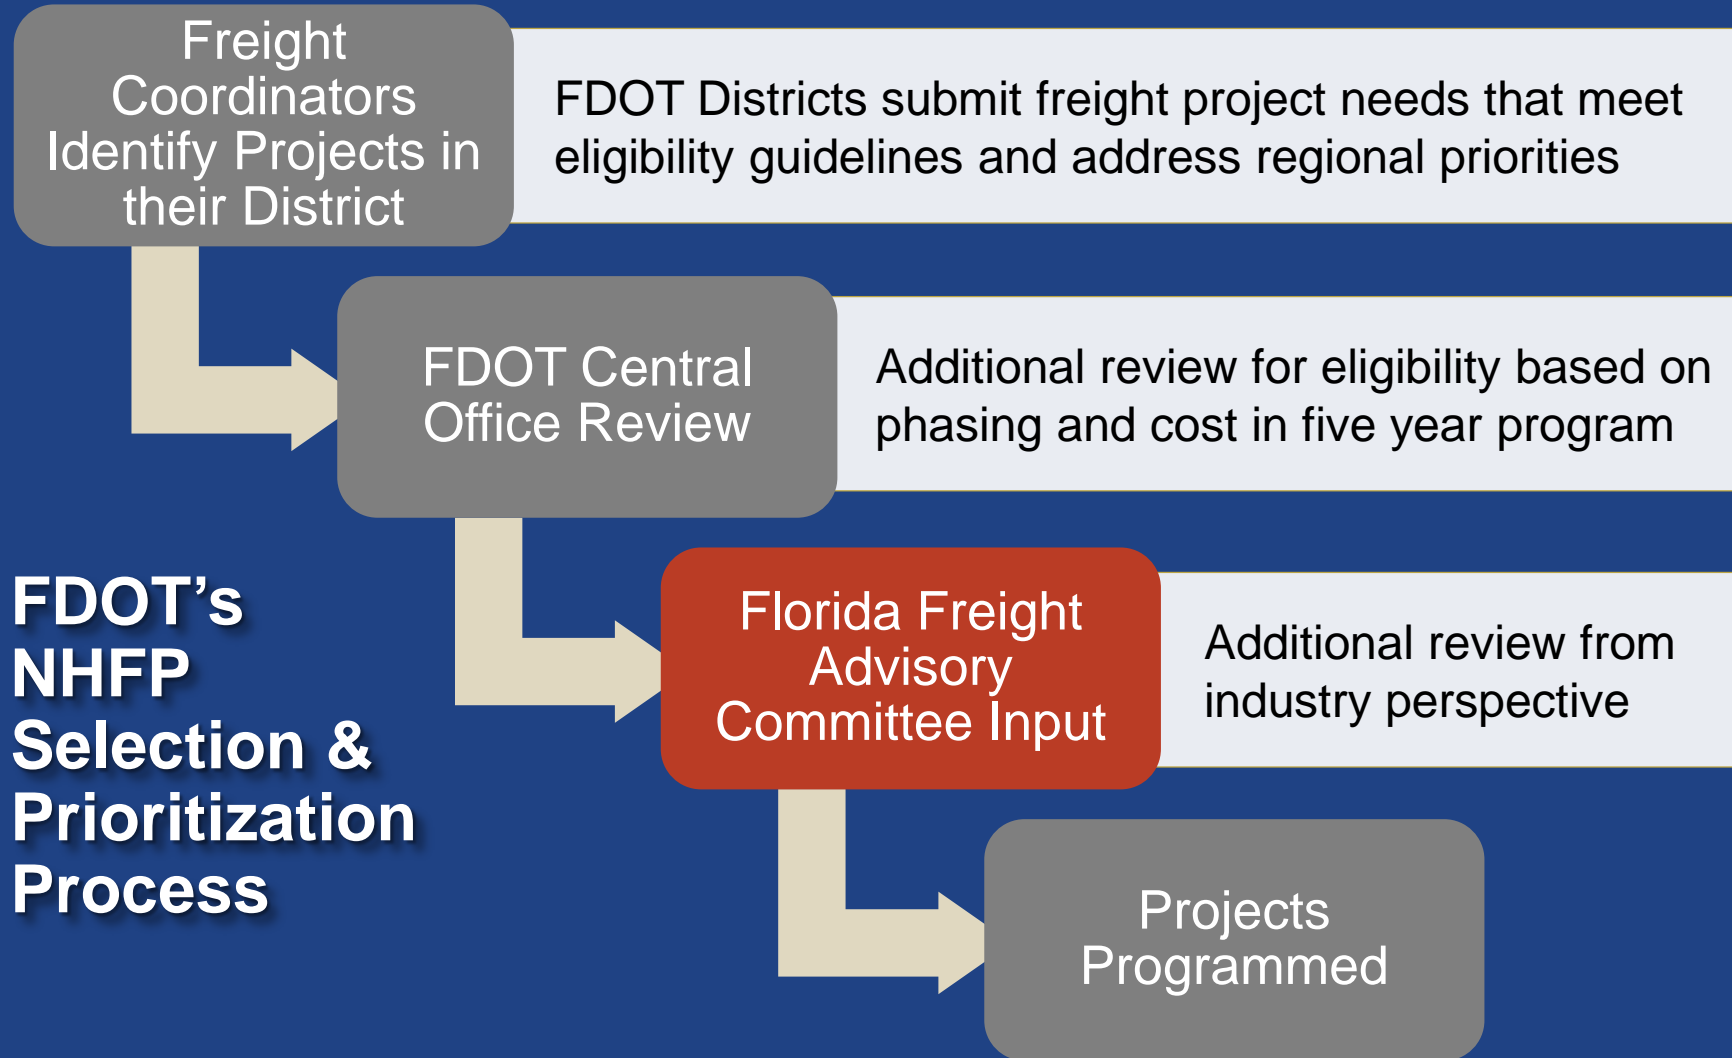 Freight
Coordinators
Identify Projects in
their District
FDOT Districts submit freight project needs that meet
eligibility guidelines and address regional priorities
FDOT Central
Office Review
Additional review for eligibility based on
phasing and cost in five year program
Florida Freight
Advisory
Committee Input
Additional review from
industry perspective
Projects
Programmed
FDOT’s
NHFP
Selection &
Prioritization
Process